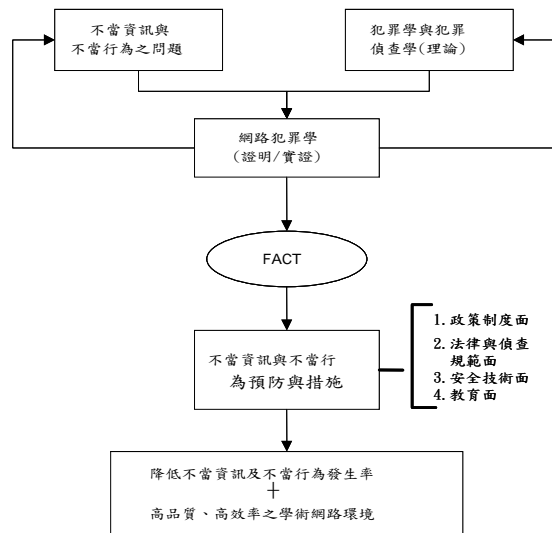 不當資訊與
不當行為之問題
犯罪學與犯罪
偵查學(理論)
網路犯罪學
(證明/實證)
FACT
不當資訊與不當行
為預防與措施
1. 政策制度面
2. 法律與偵查
規範面
3. 安全技術面
4. 教育面
降低不當資訊及不當行為發生率
+
高品質、高效率之學術網路環境